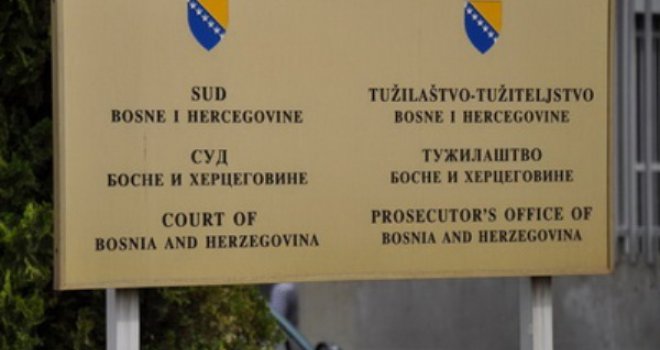 SUD
BOSNE I HERCEGOVINE
СУД
БОСНЕ И ХЕРЦЕГОВИНЕ
COURT OF
BOSNIA AND HERZEGOVINA
TUŽILAŠTVO-TUŽITELJSTVO
BOSNE I HERCEGOVINE
ТУЖИЛАШТВО
БОСНЕ И ХЕРЦЕГОВИНЕ
PROSECUTOR'S OFFICE OF
BOSNIA AND HERZEGOVINA